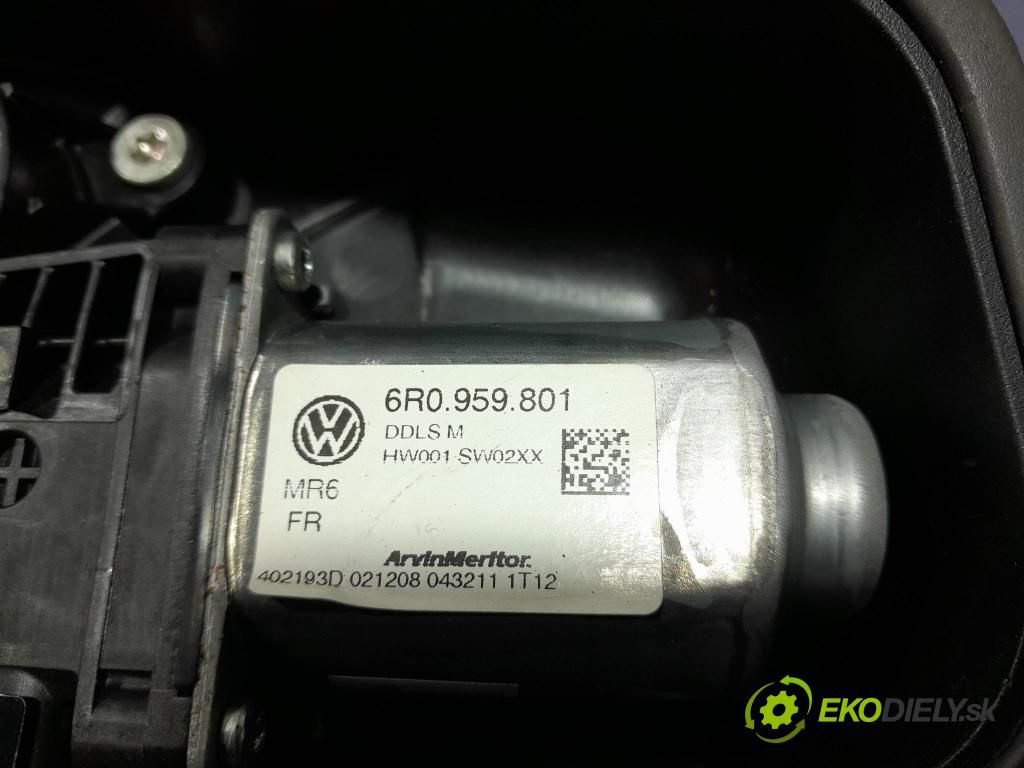 6R0.959.801
DDLS M
HW001 SW02XX
MR6
FR
ArvinMeritor.
402193D 021208 043211 1T12
EKODIELY.sk